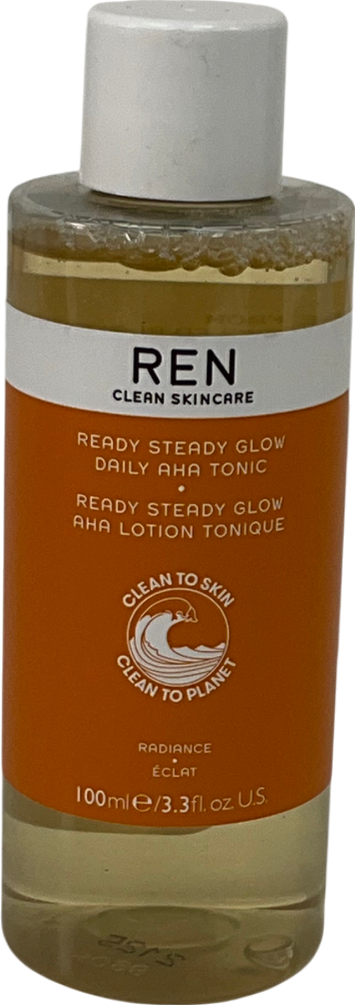 REN
CLEAN SKINCARE
READY STEADY GLOW
DAILY AHA TONIC
•
READY STEADY GLOW
AHA LOTION TONIQUE
CLEAN TO SKIN
CLEAN TO PLANET
RADIANCE
•
ÉCLAT
100ml℮/3.3fl. oz. U.S.